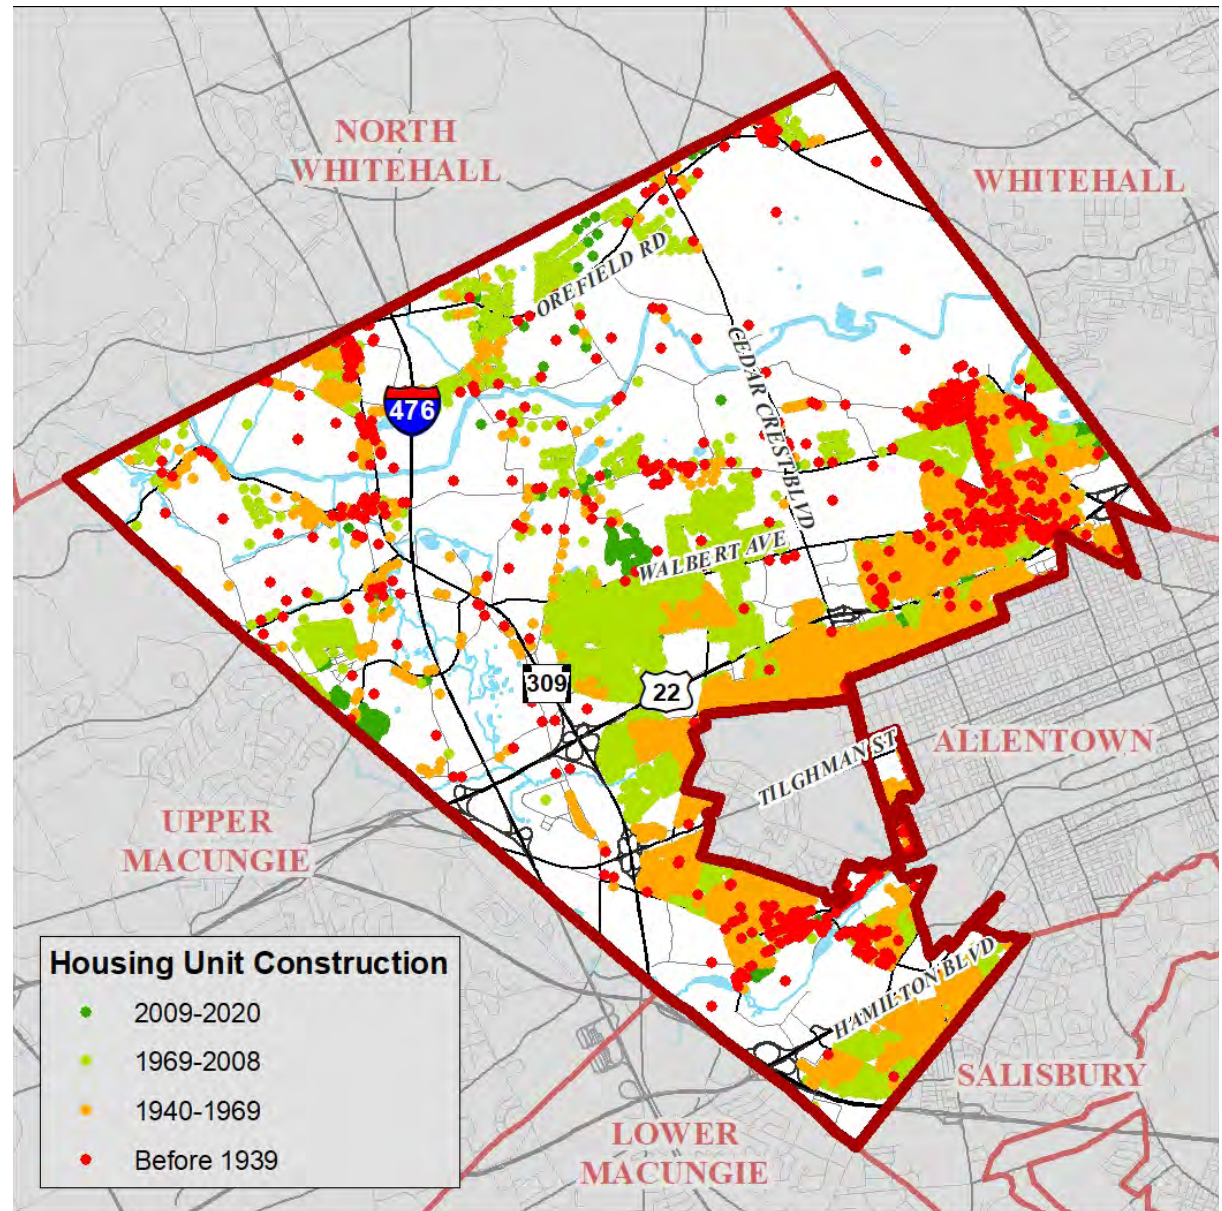 NORTH
WHITEHALL
WHITEHALL
OREFIELD RD
CEDAR CREST BLVD
476
WALBERT AVE
309
22
TILGHMAN ST
ALLENTOWN
UPPER
MACUNGIE
HAMILTON BLVD
SALISBURY
LOWER
MACUNGIE
Housing Unit Construction
2009-2020
1969-2008
1940-1969
Before 1939